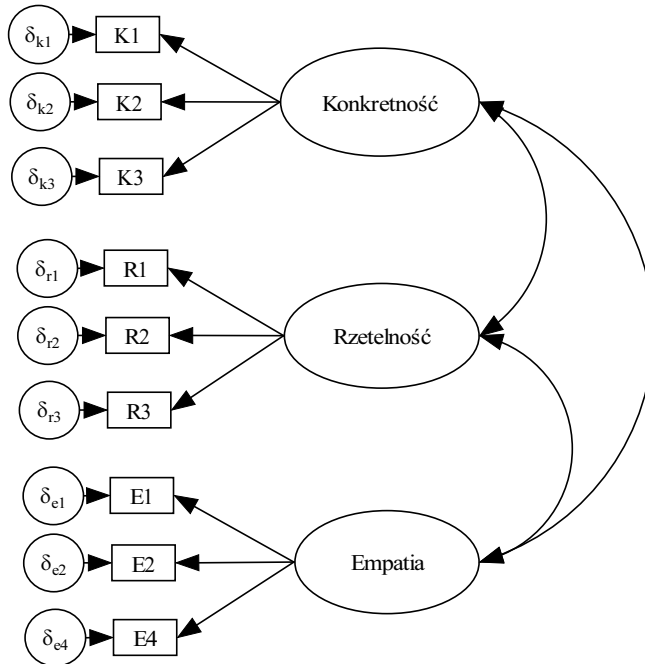 δk1 K1
δk2 K2 Konkretność
δk3 K3
δr1 R1
δr2 R2 Rzetelność
δr3 R3
δe1 E1
δe2 E2 Empatia
δe4 E4